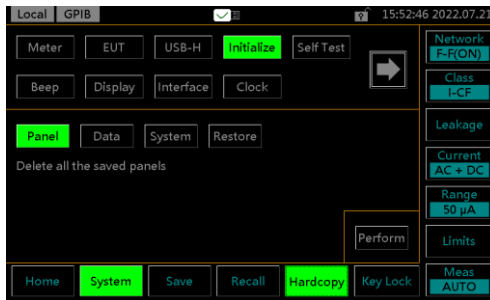 Local GPIB 15:52:46 2022.07.21
Meter EUT USB-H Initialize Self Test
Beep Display Interface Clock
Panel Data System Restore
Delete all the saved panels
Perform
Network
F-F(ON)
Class
I-CF
Leakage
Current
AC + DC
Range
50 µA
Limits
Meas
AUTO
Home System Save Recall Hardcopy Key Lock